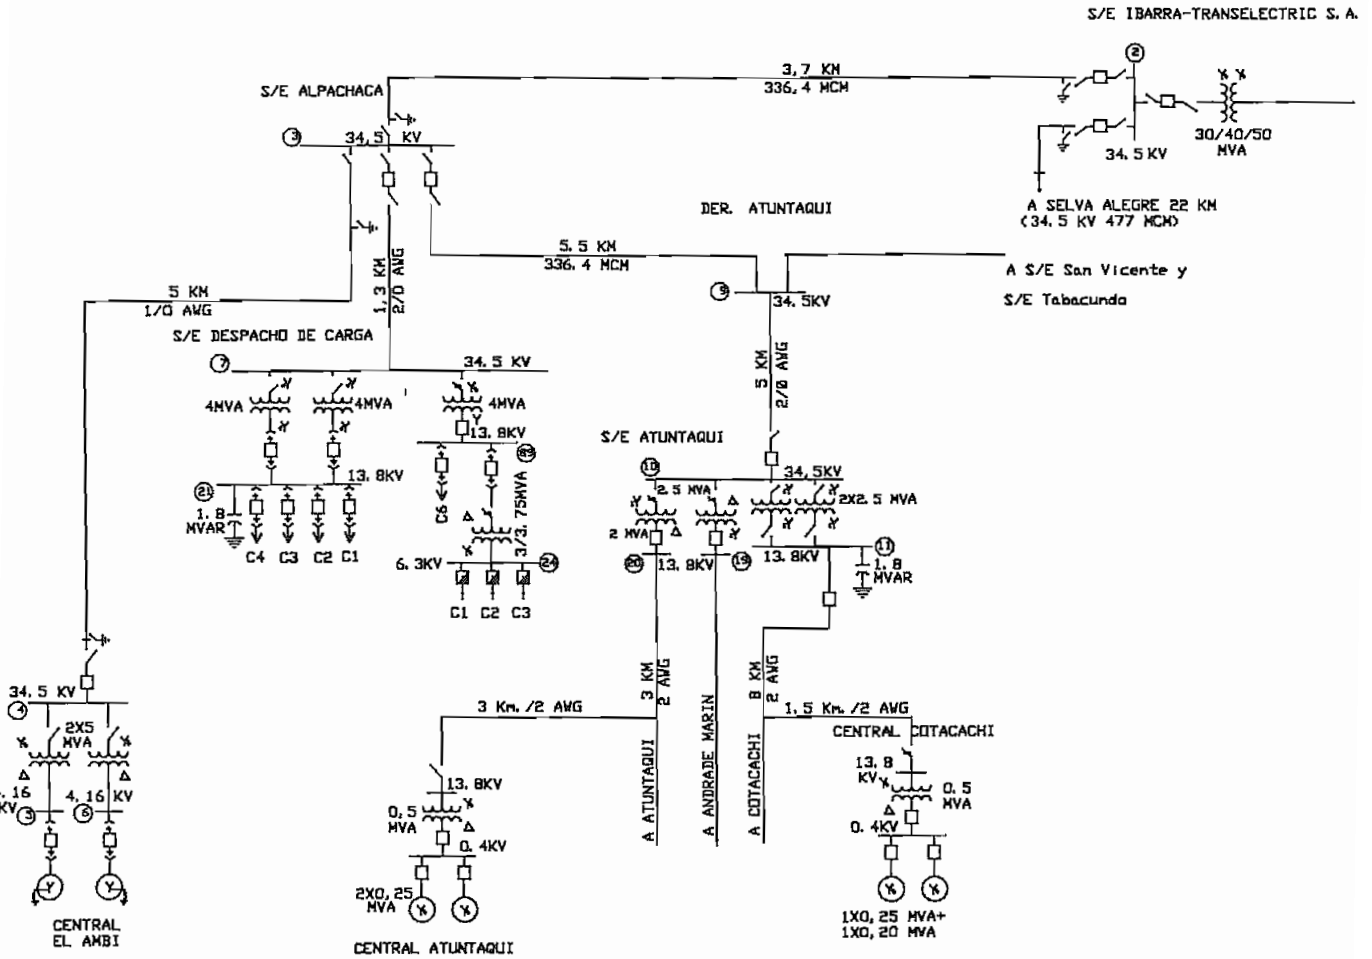 S/E IBARRA-TRANSELECTRIC S. A.
2
3,7 KM
336,4 MCM
S/E ALPACHACA
30/40/50
MVA
3
34,5 KV
34.5 KV
A SELVA ALEGRE 22 KM
(34.5 KV 477 MCM)
DER. ATUNTAQUI
5.5 KM
336.4 MCM
A S/E San Vicente y
S/E Tabacundo
9
34.5KV
5 KM
1/0 AWG
1,3 KM
2/0 AWG
S/E DESPACHO DE CARGA
7
34.5 KV
5 KM
2/0 AWG
4MVA
4MVA
4MVA
Y
13.8KV
89
S/E ATUNTAQUI
10
34,5KV
21
13.8KV
1.8
MVAR
C4
C3
C2
C1
C6
3/3.75MVA
Δ
6.3KV
24
C1
C2
C3
2.5 MVA
2X2.5 MVA
2 MVA
Δ
Δ
20
13.8KV
19
13.8KV
11
1.8
MVAR
3 KM
2 AWG
8 KM
2 AWG
34.5 KV
4
2X5
MVA
Δ
Δ
.16
KV
4.16 KV
6
Y
Y
CENTRAL
EL AMBI
3 Km./2 AWG
A ATUNTAQUI
A ANDRADE MARIN
A COTACACHI
1.5 Km./2 AWG
CENTRAL COTACACHI
13.8KV
0,5
MVA
Δ
0.4KV
2X0,25
MVA
CENTRAL ATUNTAQUI
13.8
KV
0.5
MVA
Δ
0.4KV
1X0,25 MVA+
1X0,20 MVA